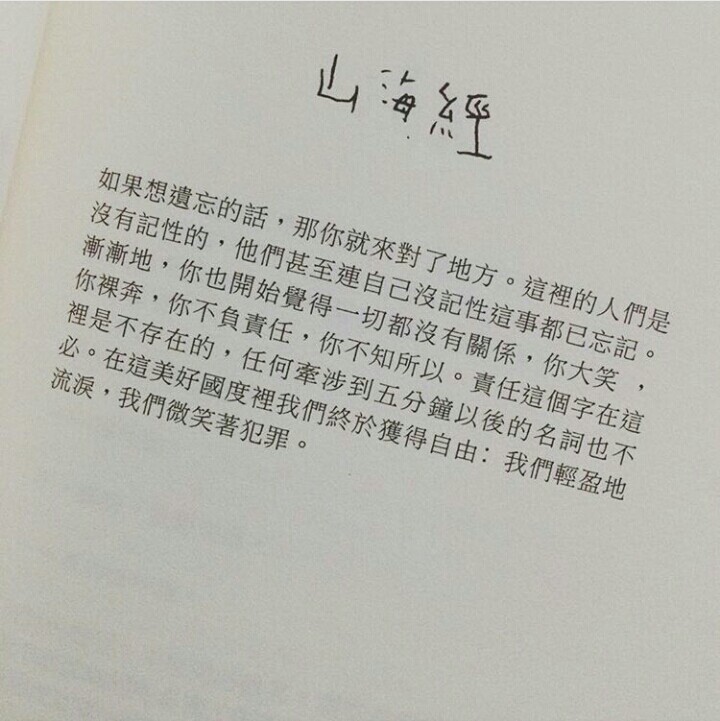 山海經
如果想遺忘的話，那你就來對了地方。這裡的人們是
沒有記性的，他們甚至連自己沒記性這事都已忘記。
漸漸地，你也開始覺得一切都沒有關係，你大笑，
你裸奔，你不負責任，你不知所以。責任這個字在這
裡是不存在的，任何牽涉到五分鐘以後的名詞也不
必。在這美好國度裡我們終於獲得自由：我們輕盈地
流淚，我們微笑著犯罪。